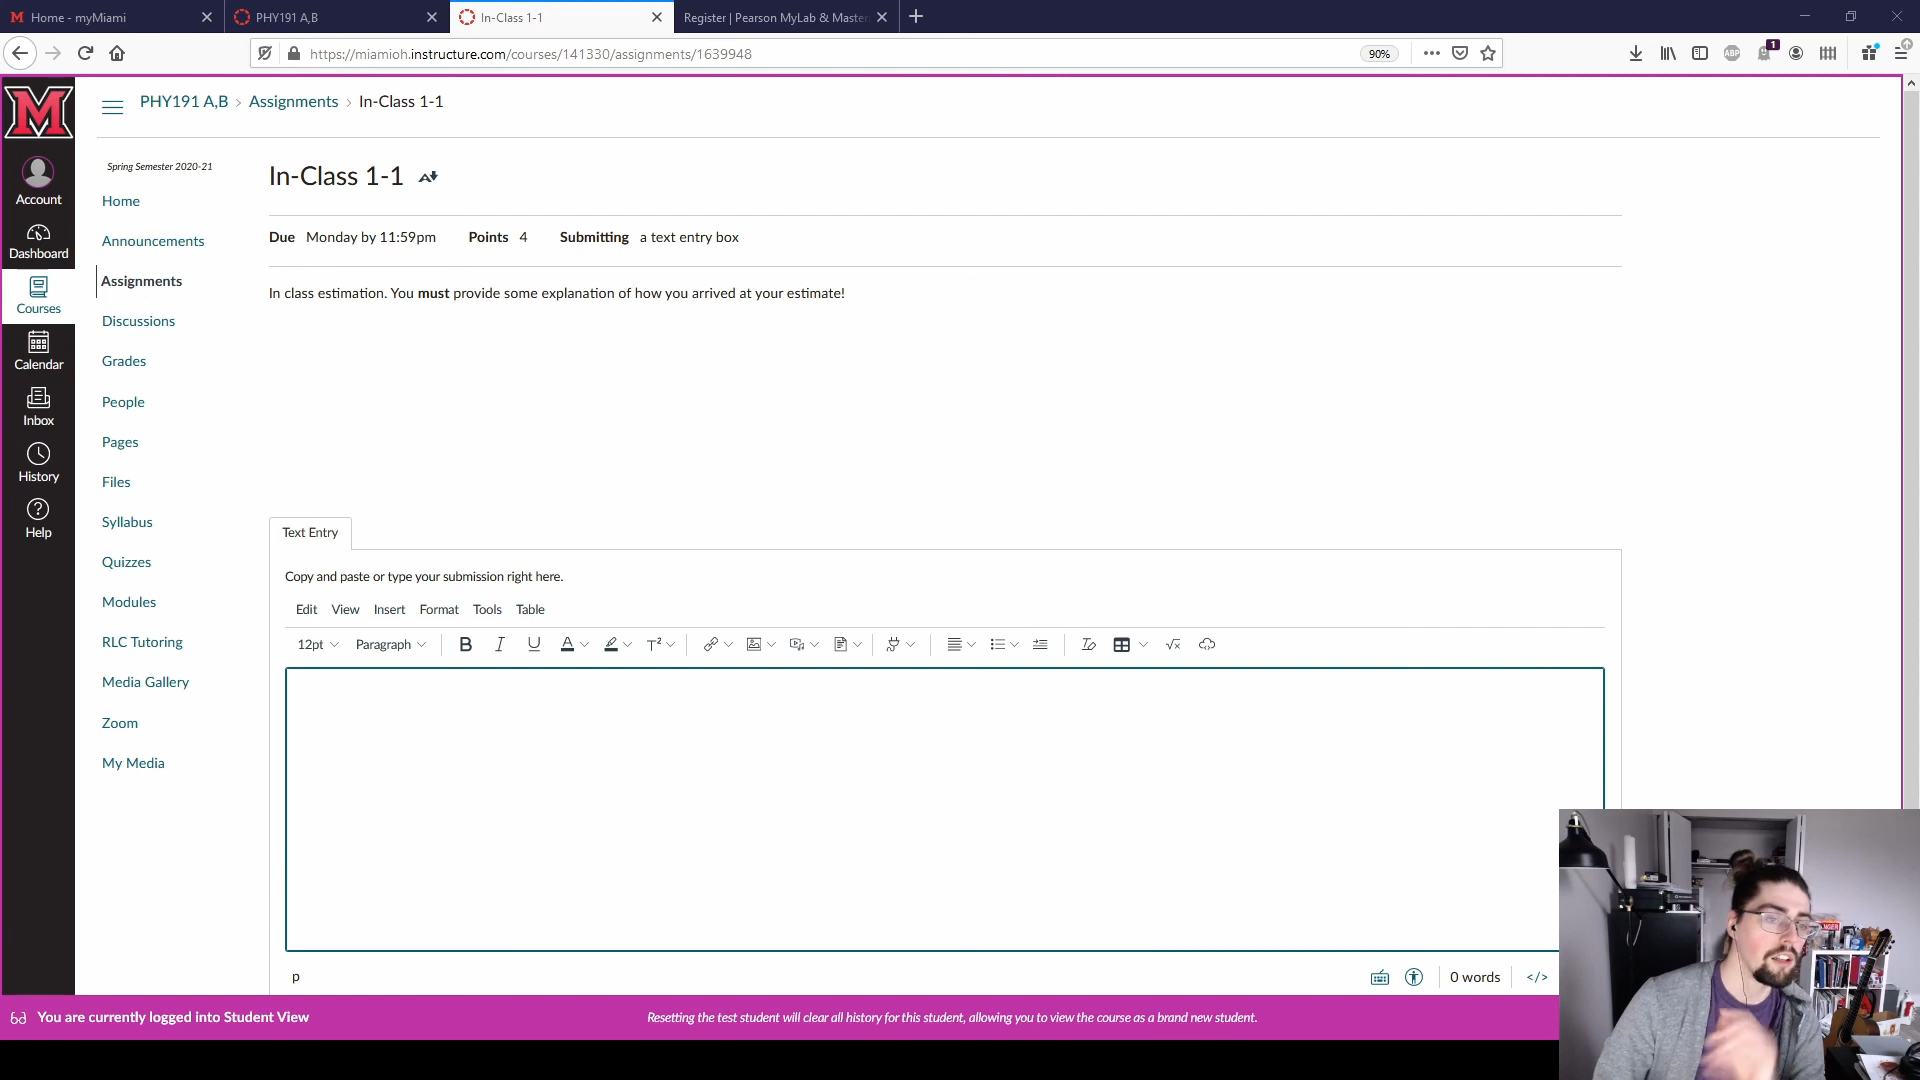 Home - myMiami
PHY191 A,B
In-Class 1-1
Register | Pearson MyLab & Master
https://miamioh.instructure.com/courses/141330/assignments/1639948
90%
ABP
1
PHY191 A,B > Assignments > In-Class 1-1
M
Account
Dashboard
Courses
Calendar
Inbox
History
Help
Spring Semester 2020-21
Home
Announcements
Assignments
Discussions
Grades
People
Pages
Files
Syllabus
Quizzes
Modules
RLC Tutoring
Media Gallery
Zoom
My Media
In-Class 1-1
Due Monday by 11:59pm Points 4 Submitting a text entry box
In class estimation. You must provide some explanation of how you arrived at your estimate!
Text Entry
Copy and paste or type your submission right here.
Edit View Insert Format Tools Table
12pt Paragraph B I U A T²
p
0 words </>
You are currently logged into Student View
Resetting the test student will clear all history for this student, allowing you to view the course as a brand new student.